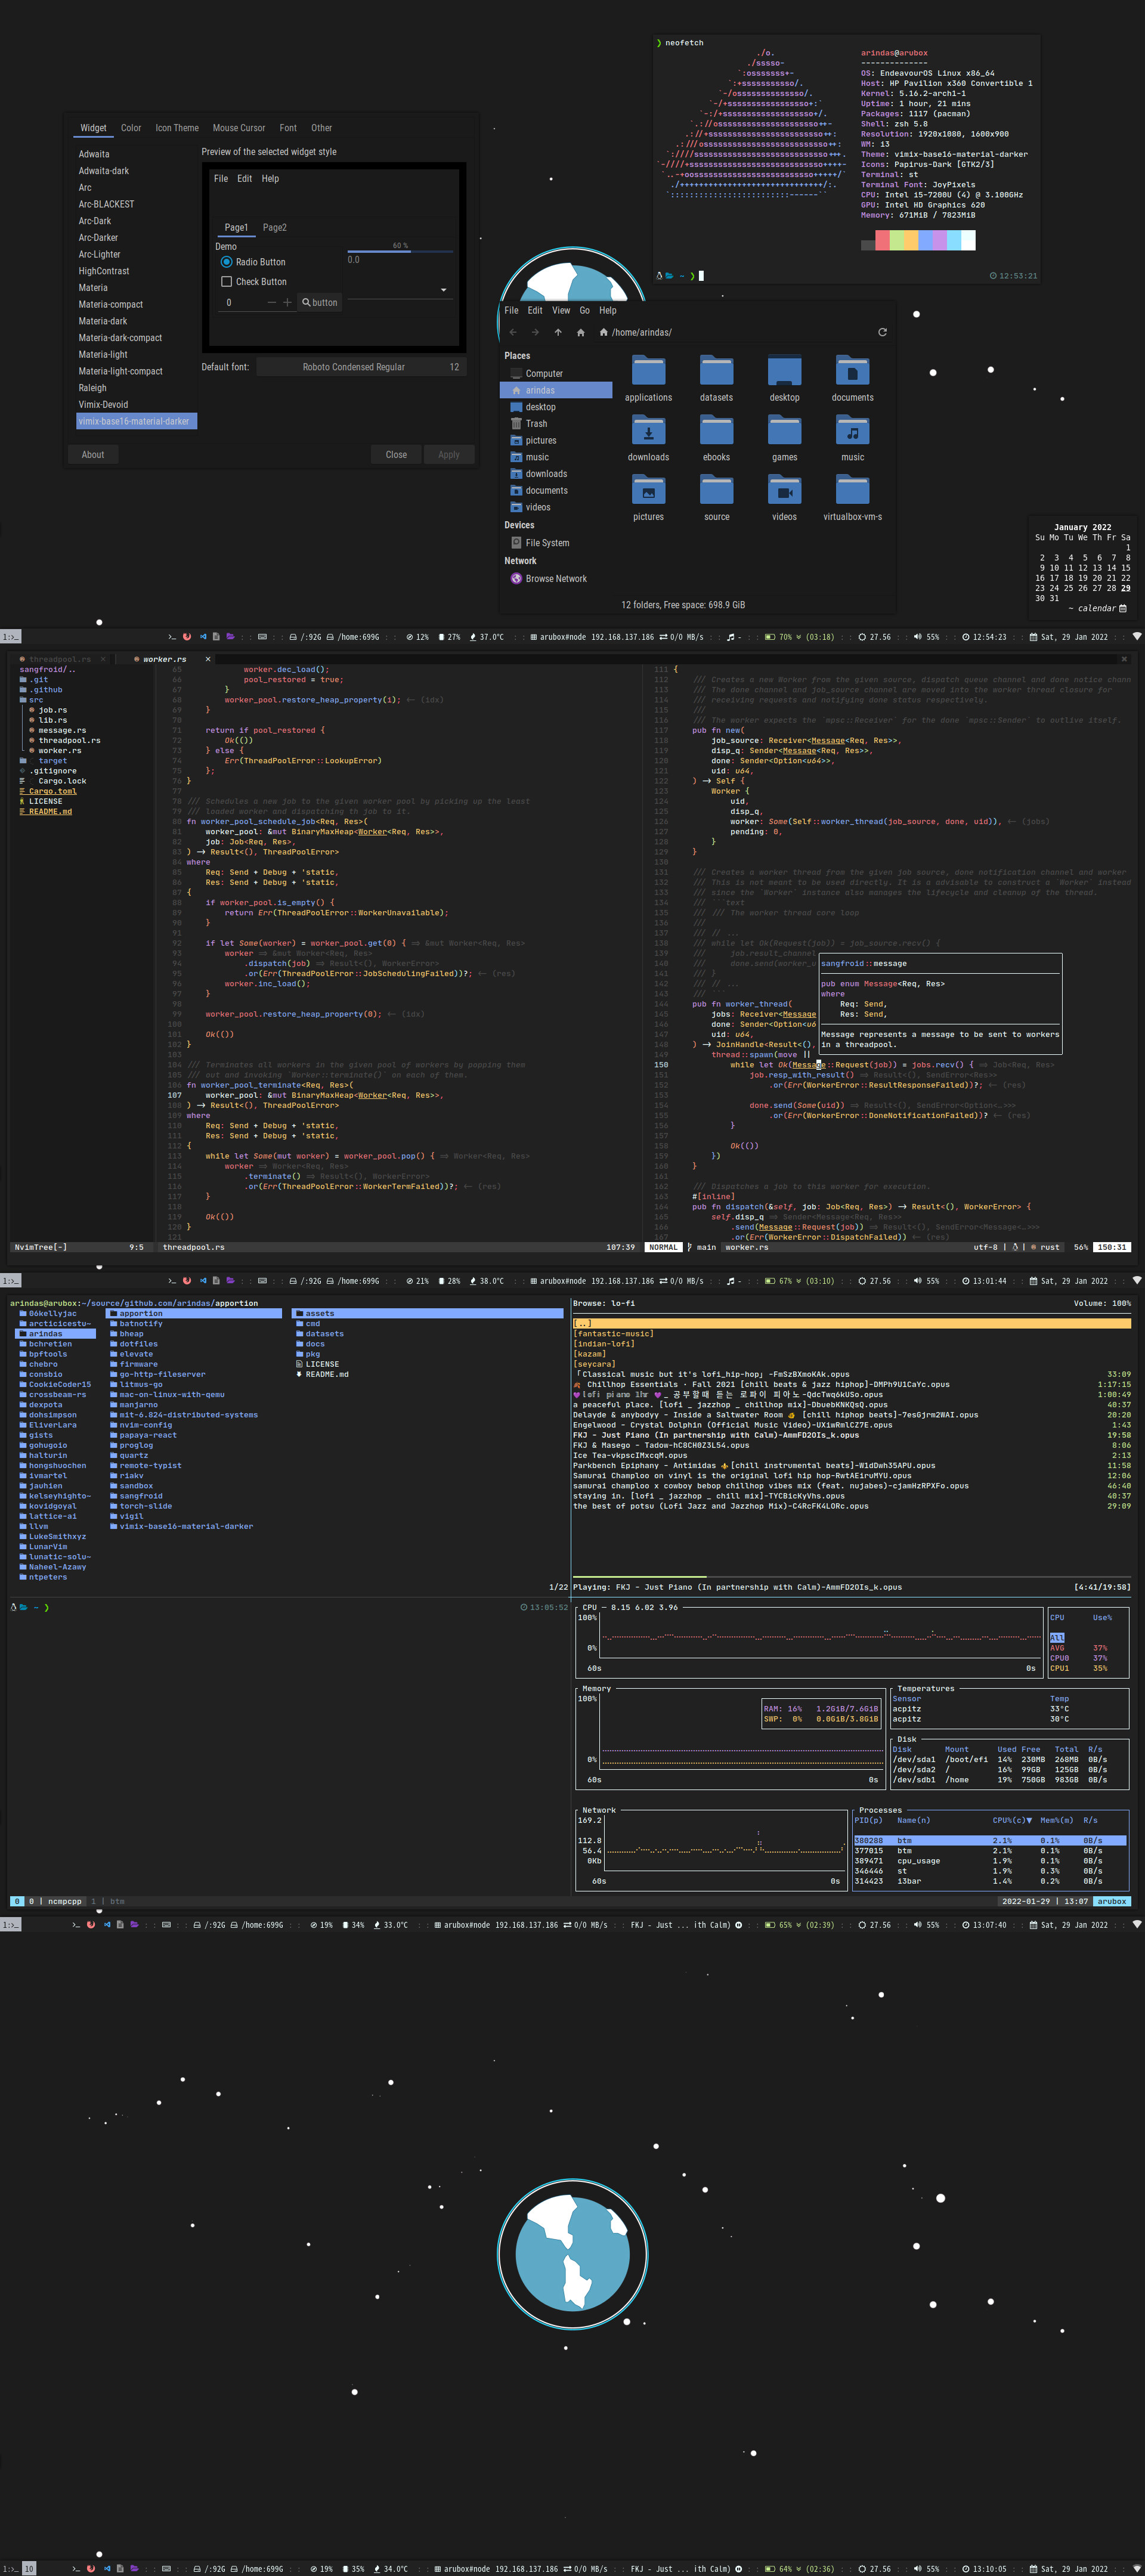 ❯ neofetch
arindas@arubox
--------------
OS: EndeavourOS Linux x86_64
Host: HP Pavilion x360 Convertible 1
Kernel: 5.16.2-arch1-1
Uptime: 1 hour, 21 mins
Packages: 1117 (pacman)
Shell: zsh 5.8
Resolution: 1920x1080, 1600x900
WM: i3
Theme: vimix-base16-material-darker
Icons: Papirus-Dark [GTK2/3]
Terminal: st
Terminal Font: JoyPixels
CPU: Intel i5-7200U (4) @ 3.100GHz
GPU: Intel HD Graphics 620
Memory: 671MiB / 7823MiB
~ ❯ 12:53:21
Widget Color Icon Theme Mouse Cursor Font Other
Adwaita
Adwaita-dark
Arc
Arc-BLACKEST
Arc-Dark
Arc-Darker
Arc-Lighter
HighContrast
Materia
Materia-compact
Materia-dark
Materia-dark-compact
Materia-light
Materia-light-compact
Raleigh
Vimix-Devoid
vimix-base16-material-darker
Preview of the selected widget style
File Edit Help
Page1 Page2
Demo
Radio Button
Check Button
0 − + button
60 %
0.0
Default font: Roboto Condensed Regular 12
About Close Apply
File Edit View Go Help
/home/arindas/
Places
Computer
arindas
desktop
Trash
pictures
music
downloads
documents
videos
Devices
File System
Network
Browse Network
applications datasets desktop documents
downloads ebooks games music
pictures source videos virtualbox-vm-s
12 folders, Free space: 698.9 GiB
January 2022
Su Mo Tu We Th Fr Sa
1
2 3 4 5 6 7 8
9 10 11 12 13 14 15
16 17 18 19 20 21 22
23 24 25 26 27 28 29
30 31
~ calendar
1:>_ /:92G /home:699G 12% 27% 37.0°C arubox#node 192.168.137.186 0/0 MB/s - 70% (03:18) 27.56 55% 12:54:23 Sat, 29 Jan 2022
threadpool.rs × worker.rs ×
sangfroid/..
.git
.github
src
job.rs
lib.rs
message.rs
threadpool.rs
worker.rs
target
.gitignore
Cargo.lock
Cargo.toml
LICENSE
README.md
65 worker.dec_load();
66 pool_restored = true;
67 }
68 worker_pool.restore_heap_property(i); <- (idx)
69 }
70
71 return if pool_restored {
72 Ok(())
73 } else {
74 Err(ThreadPoolError::LookupError)
75 };
76 }
77
78 /// Schedules a new job to the given worker pool by picking up the least
79 /// loaded worker and dispatching th job to it.
80 fn worker_pool_schedule_job<Req, Res>(
81 worker_pool: &mut BinaryMaxHeap<Worker<Req, Res>>,
82 job: Job<Req, Res>,
83 ) -> Result<(), ThreadPoolError>
84 where
85 Req: Send + Debug + 'static,
86 Res: Send + Debug + 'static,
87 {
88 if worker_pool.is_empty() {
89 return Err(ThreadPoolError::WorkerUnavailable);
90 }
91
92 if let Some(worker) = worker_pool.get(0) { => &mut Worker<Req, Res>
93 worker => &mut Worker<Req, Res>
94 .dispatch(job) => Result<(), WorkerError>
95 .or(Err(ThreadPoolError::JobSchedulingFailed))?; <- (res)
96 worker.inc_load();
97 }
98
99 worker_pool.restore_heap_property(0); <- (idx)
100
101 Ok(())
102 }
103
104 /// Terminates all workers in the given pool of workers by popping them
105 /// out and invoking `Worker::terminate()` on each of them.
106 fn worker_pool_terminate<Req, Res>(
107 worker_pool: &mut BinaryMaxHeap<Worker<Req, Res>>,
108 ) -> Result<(), ThreadPoolError>
109 where
110 Req: Send + Debug + 'static,
111 Res: Send + Debug + 'static,
112 {
113 while let Some(mut worker) = worker_pool.pop() { => Worker<Req, Res>
114 worker => Worker<Req, Res>
115 .terminate() => Result<(), WorkerError>
116 .or(Err(ThreadPoolError::WorkerTermFailed))?; <- (res)
117 }
118
119 Ok(())
120 }
121
111 {
112 /// Creates a new Worker from the given source, dispatch queue channel and done notice chann
113 /// The done channel and job_source channel are moved into the worker thread closure for
114 /// receiving requests and notifying done status respectively.
115 ///
116 /// The worker expects the `mpsc::Receiver` for the done `mpsc::Sender` to outlive itself.
117 pub fn new(
118 job_source: Receiver<Message<Req, Res>>,
119 disp_q: Sender<Message<Req, Res>>,
120 done: Sender<Option<u64>>,
121 uid: u64,
122 ) -> Self {
123 Worker {
124 uid,
125 disp_q,
126 worker: Some(Self::worker_thread(job_source, done, uid)), <- (jobs)
127 pending: 0,
128 }
129 }
130
131 /// Creates a worker thread from the given job source, done notification channel and worker
132 /// This is not meant to be used directly. It is a advisable to construct a `Worker` instead
133 /// since the `Worker` instance also manages the lifecycle and cleanup of the thread.
134 /// ```text
135 /// /// The worker thread core loop
136 ///
137 /// // ...
138 /// while let Ok(Request(job)) = job_source.recv() {
139 /// job.result_channel
140 /// done.send(worker_u
141 /// }
142 /// // ...
143 /// ```
144 pub fn worker_thread(
145 jobs: Receiver<Message
146 done: Sender<Option<u6
147 uid: u64,
148 ) -> JoinHandle<Result<(),
149 thread::spawn(move ||
150 while let Ok(Message::Request(job)) = jobs.recv() { => Job<Req, Res>
151 job.resp_with_result() => Result<(), SendError<Res>>
152 .or(Err(WorkerError::ResultResponseFailed))?; <- (res)
153
154 done.send(Some(uid)) => Result<(), SendError<Option<…>>>
155 .or(Err(WorkerError::DoneNotificationFailed))? <- (res)
156 }
157
158 Ok(())
159 })
160 }
161
162 /// Dispatches a job to this worker for execution.
163 #[inline]
164 pub fn dispatch(&self, job: Job<Req, Res>) -> Result<(), WorkerError> {
165 self.disp_q => Sender<Message<Req, Res>>
166 .send(Message::Request(job)) => Result<(), SendError<Message<…>>>
167 .or(Err(WorkerError::DispatchFailed)) <- (res)
sangfroid::message
pub enum Message<Req, Res>
where
Req: Send,
Res: Send,
Message represents a message to be sent to workers
in a threadpool.
NvimTree[-] 9:5 threadpool.rs 107:39 NORMAL main worker.rs utf-8 | | rust 56% 150:31
1:>_ /:92G /home:699G 21% 28% 38.0°C arubox#node 192.168.137.186 0/0 MB/s - 67% (03:10) 27.56 55% 13:01:44 Sat, 29 Jan 2022
arindas@arubox:~/source/github.com/arindas/apportion
06kellyjac
arcticicestu~
arindas
bchretien
bpftools
chebro
consbio
CookieCoder15
crossbeam-rs
dexpota
dohsimpson
EliverLara
gists
gohugoio
halturin
hongshuochen
ivmartel
jauhien
kelseyhighto~
kovidgoyal
lattice-ai
llvm
LukeSmithxyz
LunarVim
lunatic-solu~
Naheel-Azawy
ntpeters
apportion
batnotify
bheap
dotfiles
elevate
firmware
go-http-fileserver
litmus-go
mac-on-linux-with-qemu
manjarno
mit-6.824-distributed-systems
nvim-config
papaya-react
proglog
quartz
remote-typist
riakv
sandbox
sangfroid
torch-slide
vigil
vimix-base16-material-darker
assets
cmd
datasets
docs
pkg
LICENSE
README.md
1/22
~ ❯ 13:05:52
Browse: lo-fi Volume: 100%
[..]
[fantastic-music]
[indian-lofi]
[kazam]
[seycara]
「Classical music but it's lofi_hip-hop」-FmSzBXmoKAk.opus 33:09
🍂 Chillhop Essentials · Fall 2021 [chill beats & jazz hiphop]-DMPh9U1CaYc.opus 1:17:15
💜 lofi piano 1hr 💜 _ 공부할때 듣는 로파이 피아노-QdcTwq6kUSo.opus 1:00:49
a peaceful place. [lofi _ jazzhop _ chillhop mix]-DbuebKNKQsQ.opus 40:37
Delayde & anybodyy - Inside a Saltwater Room 🐠 [chill hiphop beats]-7esGjrm2WAI.opus 20:20
Engelwood - Crystal Dolphin (Official Music Video)-UX1wRmlCZ7E.opus 1:43
FKJ - Just Piano (In partnership with Calm)-AmmFD2OIs_k.opus 19:58
FKJ & Masego - Tadow-hC8CH0Z3L54.opus 8:06
Ice Tea-vkpscIMxcqM.opus 2:13
Parkbench Epiphany - Antimidas ⚜ [chill instrumental beats]-W1dDwh35APU.opus 11:58
Samurai Champloo on vinyl is the original lofi hip hop-RwtAEiruMYU.opus 12:06
samurai champloo x cowboy bebop chillhop vibes mix (feat. nujabes)-cjamHzRPXFo.opus 46:40
staying in. [lofi _ jazzhop _ chill mix]-TYCBicKyVhs.opus 40:37
the best of potsu (Lofi Jazz and Jazzhop Mix)-C4RcFK4LORc.opus 29:09
Playing: FKJ - Just Piano (In partnership with Calm)-AmmFD2OIs_k.opus [4:41/19:58]
CPU — 8.15 6.02 3.96
100%
0%
60s 0s
CPU Use%
All
AVG 37%
CPU0 37%
CPU1 35%
Memory
100%
RAM: 16% 1.2GiB/7.6GiB
SWP: 0% 0.0GiB/3.8GiB
0%
60s 0s
Temperatures
Sensor Temp
acpitz 33°C
acpitz 30°C
Disk
Disk Mount Used Free Total R/s
/dev/sda1 /boot/efi 14% 230MB 268MB 0B/s
/dev/sda2 / 16% 99GB 125GB 0B/s
/dev/sdb1 /home 19% 750GB 983GB 0B/s
Network
169.2
112.8
56.4
0Kb
60s 0s
Processes
PID(p) Name(n) CPU%(c)▼ Mem%(m) R/s
380288 btm 2.1% 0.1% 0B/s
377015 btm 2.1% 0.1% 0B/s
389471 cpu_usage 1.9% 0.1% 0B/s
346446 st 1.9% 0.3% 0B/s
314423 i3bar 1.4% 0.2% 0B/s
0 0 | ncmpcpp 1 | btm 2022-01-29 | 13:07 arubox
1:>_ /:92G /home:699G 19% 34% 33.0°C arubox#node 192.168.137.186 0/0 MB/s FKJ - Just ... ith Calm) 65% (02:39) 27.56 55% 13:07:40 Sat, 29 Jan 2022
1:>_ 10 /:92G /home:699G 19% 35% 34.0°C arubox#node 192.168.137.186 0/0 MB/s FKJ - Just ... ith Calm) 64% (02:36) 27.56 55% 13:10:05 Sat, 29 Jan 2022